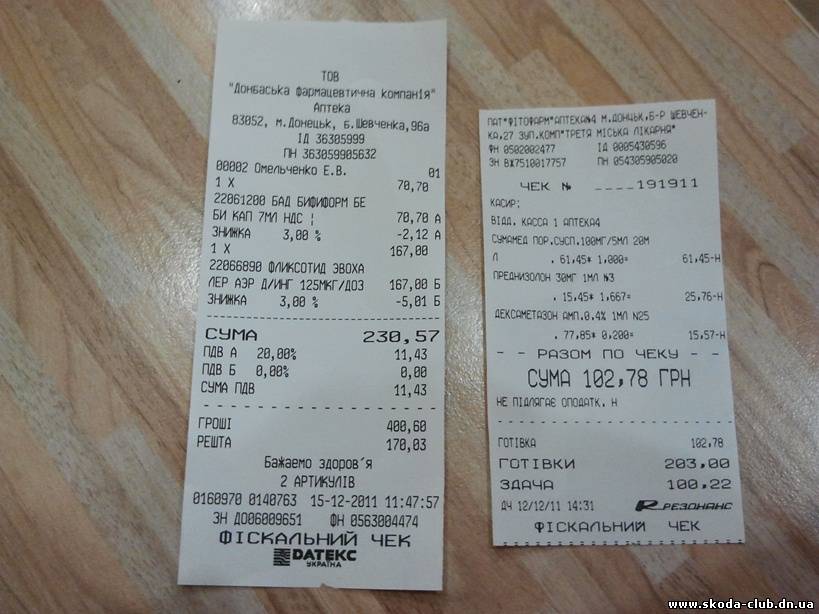 ТОВ
"Донбаська фармацевтична компанія"
Аптека
83052, м.Донецьк, б.Шевченка,96а
ІД 36305999
ПН 363059905632
00002 Омельченко Е.В. 01
1 X 70,70
22061200 БАД БИФИФОРМ БЕ
БИ КАП 7МЛ НДС ¦ 70,70 А
ЗНИЖКА 3,00 % -2,12 А
1 X 167,00
22066890 ФЛИКСОТИД ЭВОХА
ЛЕР АЭР Д/ИНГ 125МКГ/ДОЗ 167,00 Б
ЗНИЖКА 3,00 % -5,01 Б
СУМА 230,57
ПДВ А 20,00% 11,43
ПДВ Б 0,00% 0,00
СУМА ПДВ 11,43
ГРОШІ 400,60
РЕШТА 170,03
Бажаемо здоров´я
2 АРТИКУЛІВ
0160970 0140763 15-12-2011 11:47:57
ЗН ДО06009651 ФН 0563004474
ФІСКАЛЬНИЙ ЧЕК
DATEКС
УКРАЇНА
ПАТ"ФІТОФАРМ"АПТЕКА№4 М.ДОНЦЬК,Б-Р ШЕВЧЕН-
КА,27 ЗУП.КОМП"ТРЕТЯ МІСЬКА ЛІКАРНЯ"
ФН 0502002477 ІД 0005430596
ЗН ВЖ7510017757 ПН 054305905020
ЧЕК № ____191911
КАСИР:
ВІДД. КАССА 1 АПТЕКА4
СУМАМЕД ПОР.СУСП.100МГ/5МЛ 20М
Л . 61,45* 1,000= 61,45-Н
ПРЕДНИЗОЛОН 30МГ 1МЛ №3
. 15,45* 1,667= 25,76-Н
ДЕКСАМЕТАЗОН АМП.0,4% 1МЛ N25
. 77,85* 0,200= 15,57-Н
- - РАЗОМ ПО ЧЕКУ - -
СУМА 102,78 ГРН
НЕ ПІДЛЯГАЄ ОПОДАТК. Н
ГОТІВКА 102,78
ГОТІВКИ 203,00
ЗДАЧА 100,22
ДЧ 12/12/11 14:31 РЕЗОНАНС
ФІСКАЛЬНИЙ ЧЕК
www.skoda-club.dn.ua